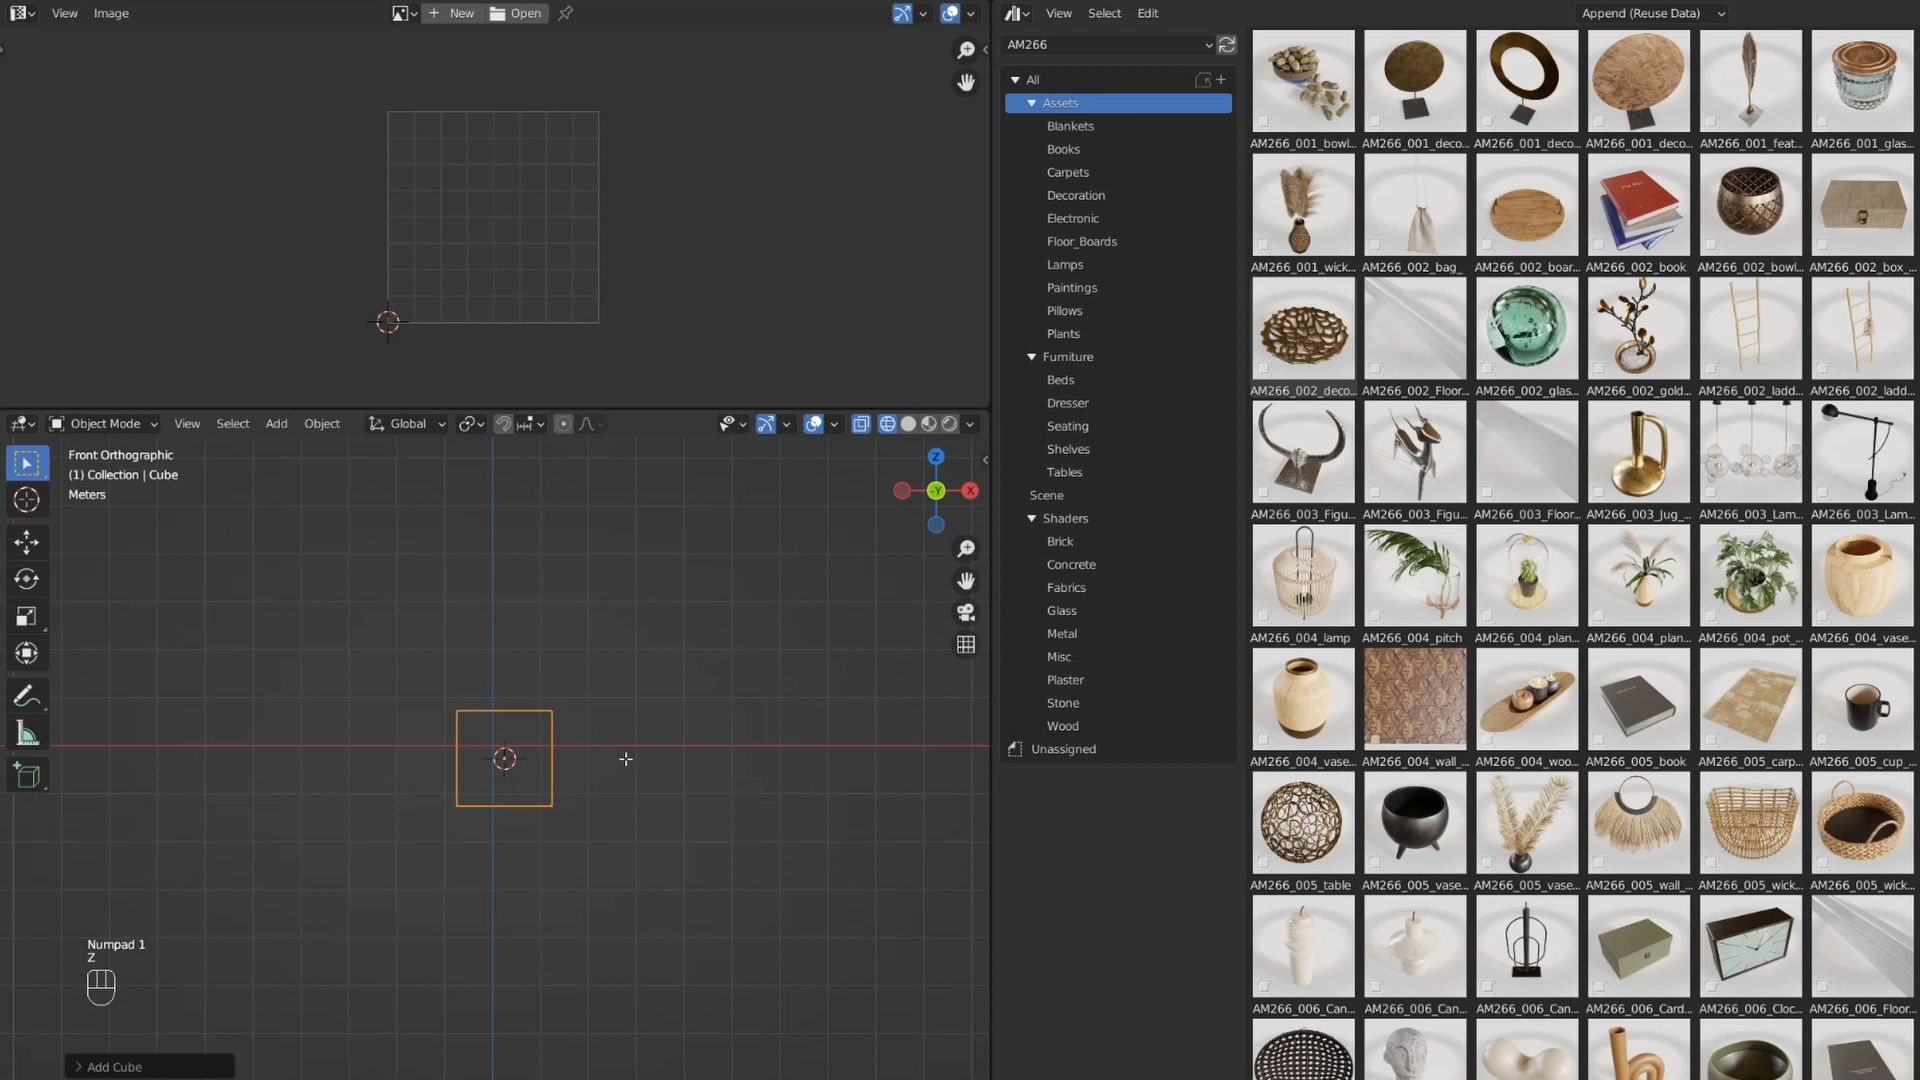 View Image New Open
View Select Edit Append (Reuse Data)
AM266
All
Assets
Blankets
Books
Carpets
Decoration
Electronic
Floor_Boards
Lamps
Paintings
Pillows
Plants
Furniture
Beds
Dresser
Seating
Shelves
Tables
Scene
Shaders
Brick
Concrete
Fabrics
Glass
Metal
Misc
Plaster
Stone
Wood
Unassigned
AM266_001_bowl... AM266_001_deco... AM266_001_deco... AM266_001_deco... AM266_001_feat... AM266_001_glas...
AM266_001_wick... AM266_002_bag_ AM266_002_boar... AM266_002_book AM266_002_bowl... AM266_002_box_...
AM266_002_deco... AM266_002_Floor... AM266_002_glas... AM266_002_gold... AM266_002_ladd... AM266_002_ladd...
AM266_003_Figu... AM266_003_Figu... AM266_003_Floor... AM266_003_Jug_... AM266_003_Lam... AM266_003_Lam...
AM266_004_lamp AM266_004_pitch AM266_004_plan... AM266_004_plan... AM266_004_pot_... AM266_004_vase...
AM266_004_vase... AM266_004_wall_... AM266_004_woo... AM266_005_book AM266_005_carp... AM266_005_cup_...
AM266_005_table AM266_005_vase... AM266_005_vase... AM266_005_wall_... AM266_005_wick... AM266_005_wick...
AM266_006_Can... AM266_006_Can... AM266_006_Can... AM266_006_Card... AM266_006_Cloc... AM266_006_Floor...
Object Mode View Select Add Object Global
Front Orthographic
(1) Collection | Cube
Meters
Z
-Y
X
Numpad 1
Z
Add Cube